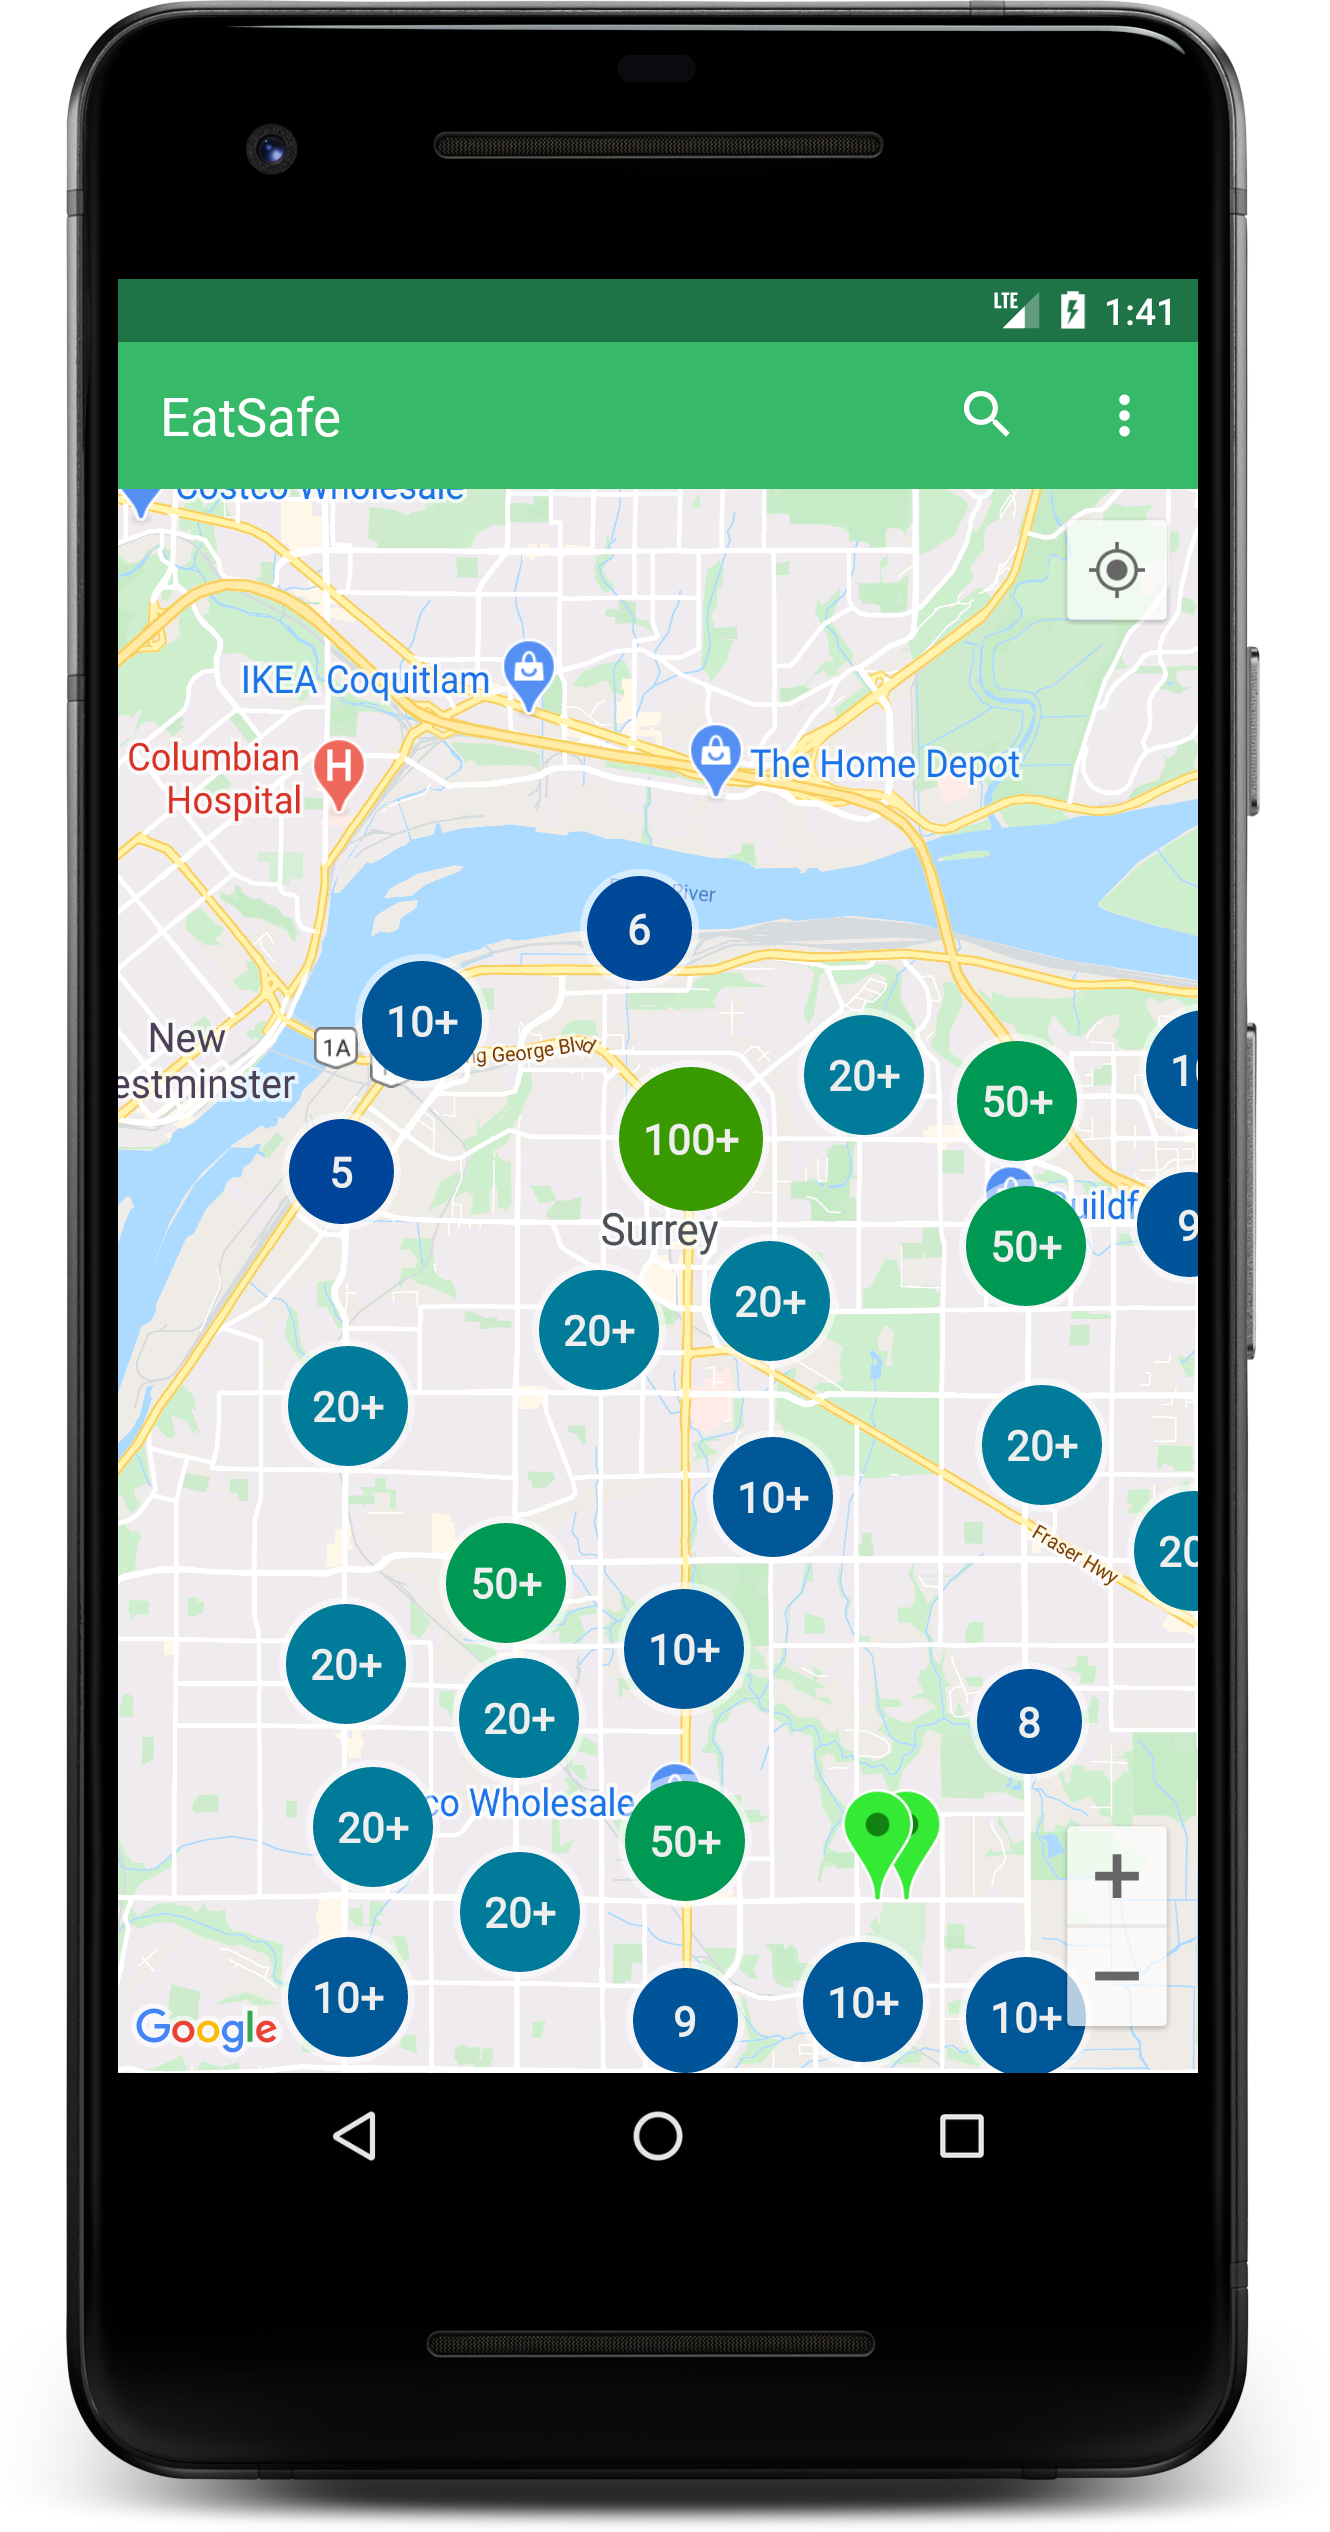 LTE 1:41
EatSafe
Costco Wholesale
IKEA Coquitlam
Columbian
Hospital
H
The Home Depot
River
6
10+
New
estminster
1A
ng George Blvd
20+
50+
100+
5
Surrey
uildf
50+
9
20+
20+
20+
20+
10+
Fraser Hwy
20
50+
10+
20+
20+
8
co Wholesale
20+
50+
20+
10+
9
10+
10+
Google